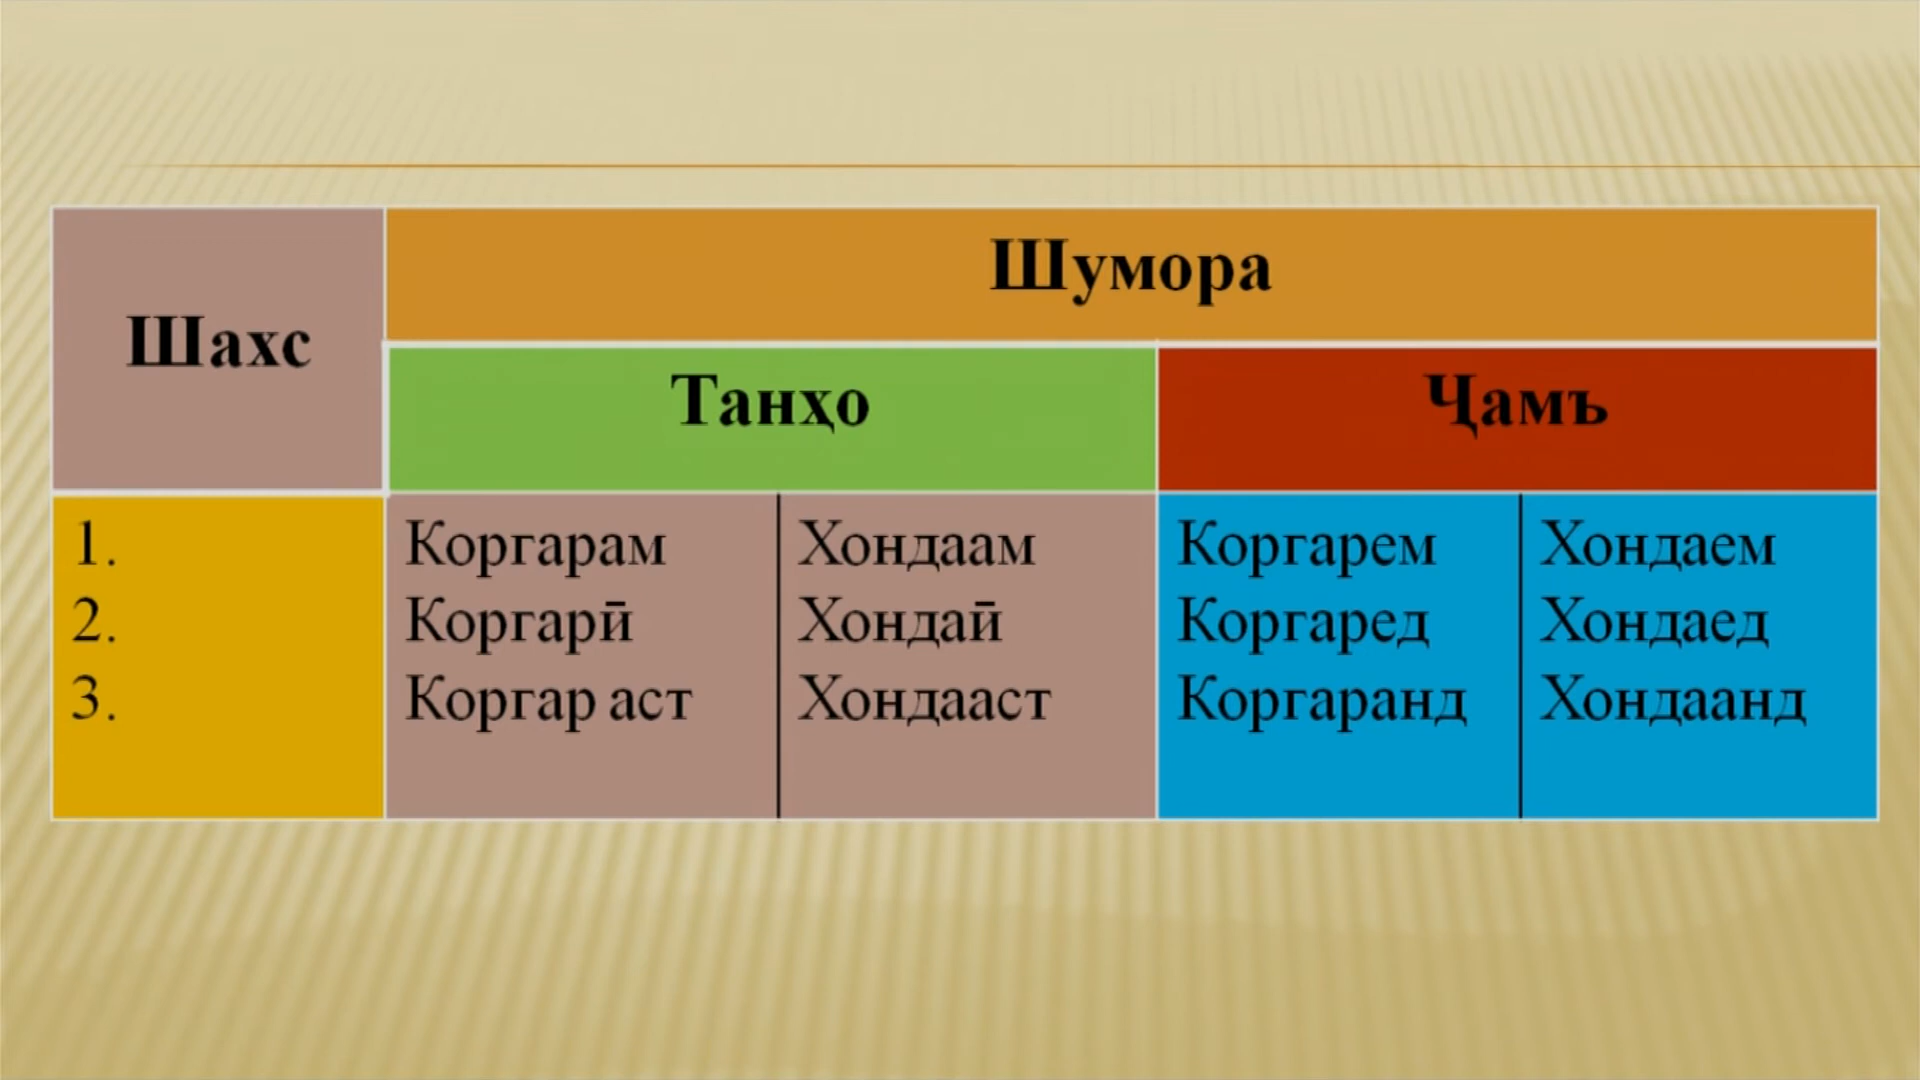 Шахс
Шумора
Танҳо
Ҷамъ
1. Коргарам Хондаам Коргарем Хондаем
2. Коргарӣ Хондаӣ Коргаред Хондаед
3. Коргар аст Хондааст Коргаранд Хондаанд